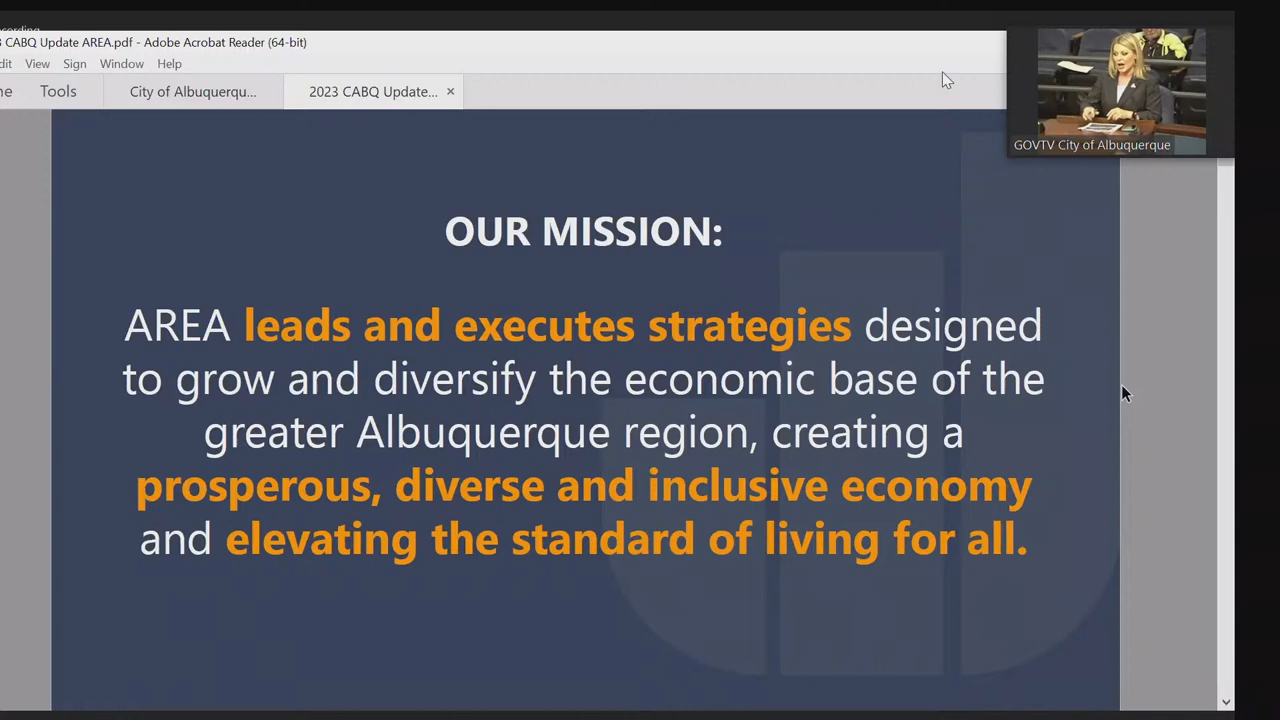 CABQ Update AREA.pdf - Adobe Acrobat Reader (64-bit)
View Sign Window Help
Tools City of Albuquerqu... 2023 CABQ Update...
GOVTV City of Albuquerque
OUR MISSION:
AREA leads and executes strategies designed
to grow and diversify the economic base of the
greater Albuquerque region, creating a
prosperous, diverse and inclusive economy
and elevating the standard of living for all.